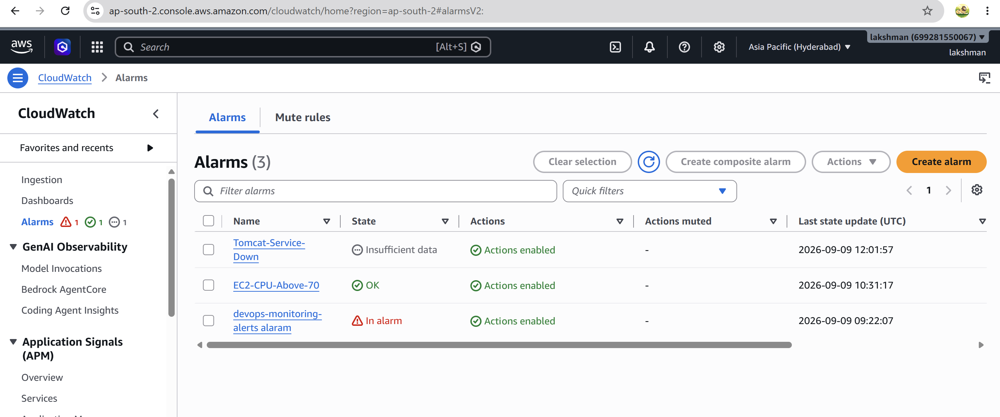 ap-south-2.console.aws.amazon.com/cloudwatch/home?region=ap-south-2#alarmsV2:
aws
Search
[Alt+S]
Asia Pacific (Hyderabad)
lakshman (699281550067)
lakshman
CloudWatch
Alarms
CloudWatch
Favorites and recents
Ingestion
Dashboards
Alarms 1 1 1
GenAI Observability
Model Invocations
Bedrock AgentCore
Coding Agent Insights
Application Signals
(APM)
Overview
Services
Alarms
Mute rules
Alarms (3)
Clear selection
Create composite alarm
Actions
Create alarm
Filter alarms
Quick filters
1
Name State Actions Actions muted Last state update (UTC)
Tomcat-Service-
Down
Insufficient data Actions enabled - 2026-09-09 12:01:57
EC2-CPU-Above-70 OK Actions enabled - 2026-09-09 10:31:17
devops-monitoring-
alerts alaram
In alarm Actions enabled - 2026-09-09 09:22:07